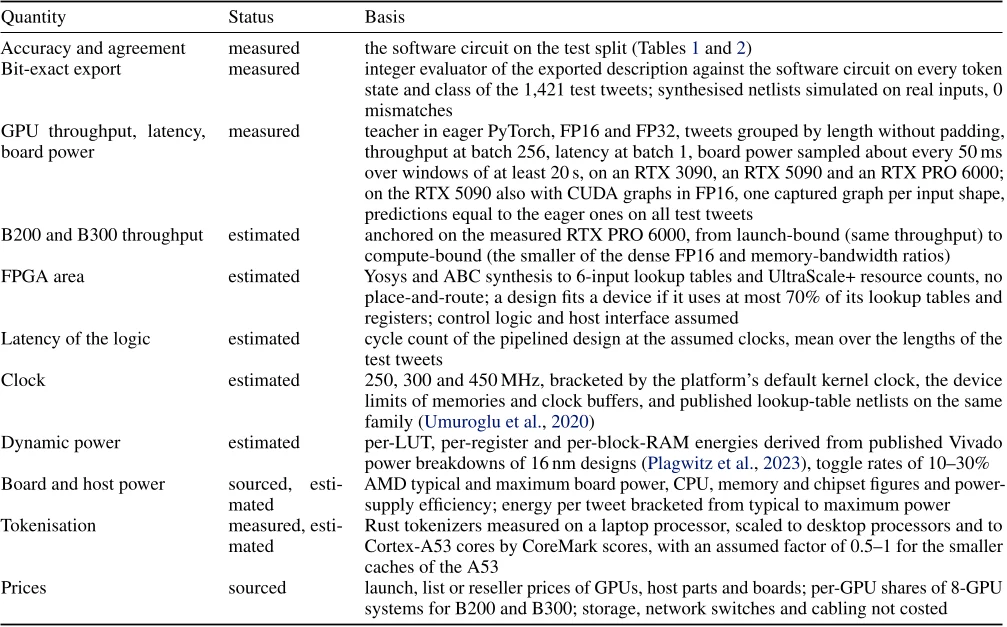 Quantity Status Basis
Accuracy and agreement measured the software circuit on the test split (Tables 1 and 2)
Bit-exact export measured integer evaluator of the exported description against the software circuit on every token
state and class of the 1,421 test tweets; synthesised netlists simulated on real inputs, 0
mismatches
GPU throughput, latency, measured teacher in eager PyTorch, FP16 and FP32, tweets grouped by length without padding,
board power throughput at batch 256, latency at batch 1, board power sampled about every 50 ms
over windows of at least 20 s, on an RTX 3090, an RTX 5090 and an RTX PRO 6000;
on the RTX 5090 also with CUDA graphs in FP16, one captured graph per input shape,
predictions equal to the eager ones on all test tweets
B200 and B300 throughput estimated anchored on the measured RTX PRO 6000, from launch-bound (same throughput) to
compute-bound (the smaller of the dense FP16 and memory-bandwidth ratios)
FPGA area estimated Yosys and ABC synthesis to 6-input lookup tables and UltraScale+ resource counts, no
place-and-route; a design fits a device if it uses at most 70% of its lookup tables and
registers; control logic and host interface assumed
Latency of the logic estimated cycle count of the pipelined design at the assumed clocks, mean over the lengths of the
test tweets
Clock estimated 250, 300 and 450 MHz, bracketed by the platform's default kernel clock, the device
limits of memories and clock buffers, and published lookup-table netlists on the same
family (Umuroglu et al., 2020)
Dynamic power estimated per-LUT, per-register and per-block-RAM energies derived from published Vivado
power breakdowns of 16 nm designs (Plagwitz et al., 2023), toggle rates of 10–30%
Board and host power sourced, esti- AMD typical and maximum board power, CPU, memory and chipset figures and power-
mated supply efficiency; energy per tweet bracketed from typical to maximum power
Tokenisation measured, esti- Rust tokenizers measured on a laptop processor, scaled to desktop processors and to
mated Cortex-A53 cores by CoreMark scores, with an assumed factor of 0.5–1 for the smaller
caches of the A53
Prices sourced launch, list or reseller prices of GPUs, host parts and boards; per-GPU shares of 8-GPU
systems for B200 and B300; storage, network switches and cabling not costed